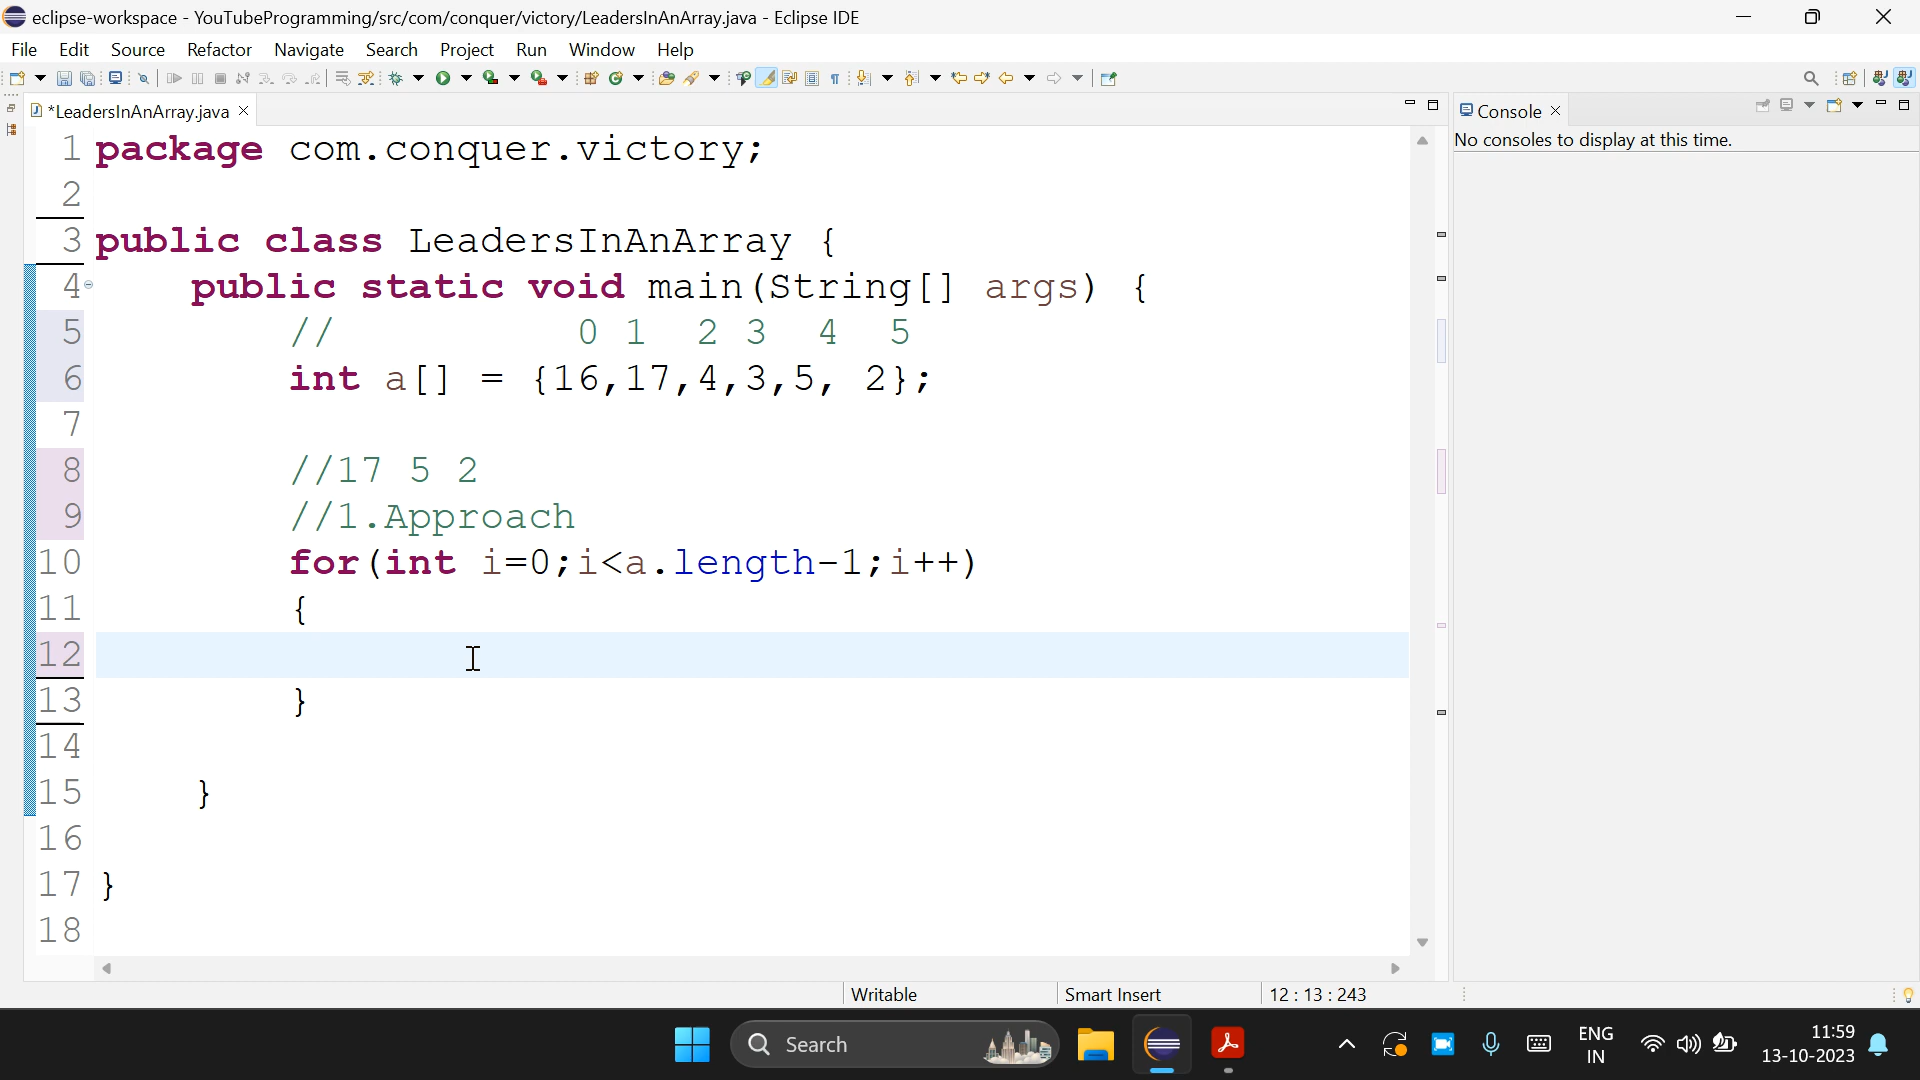 eclipse-workspace - YouTubeProgramming/src/com/conquer/victory/LeadersInAnArray.java - Eclipse IDE
File Edit Source Refactor Navigate Search Project Run Window Help
*LeadersInAnArray.java
Console
No consoles to display at this time.
1 package com.conquer.victory;
2
3 public class LeadersInAnArray {
4 public static void main(String[] args) {
5 // 0 1 2 3 4 5
6 int a[] = {16,17,4,3,5, 2};
7
8 //17 5 2
9 //1.Approach
10 for(int i=0;i<a.length-1;i++)
11 {
12
13 }
14
15 }
16
17 }
18
Writable Smart Insert 12 : 13 : 243
Search
ENG
IN
11:59
13-10-2023